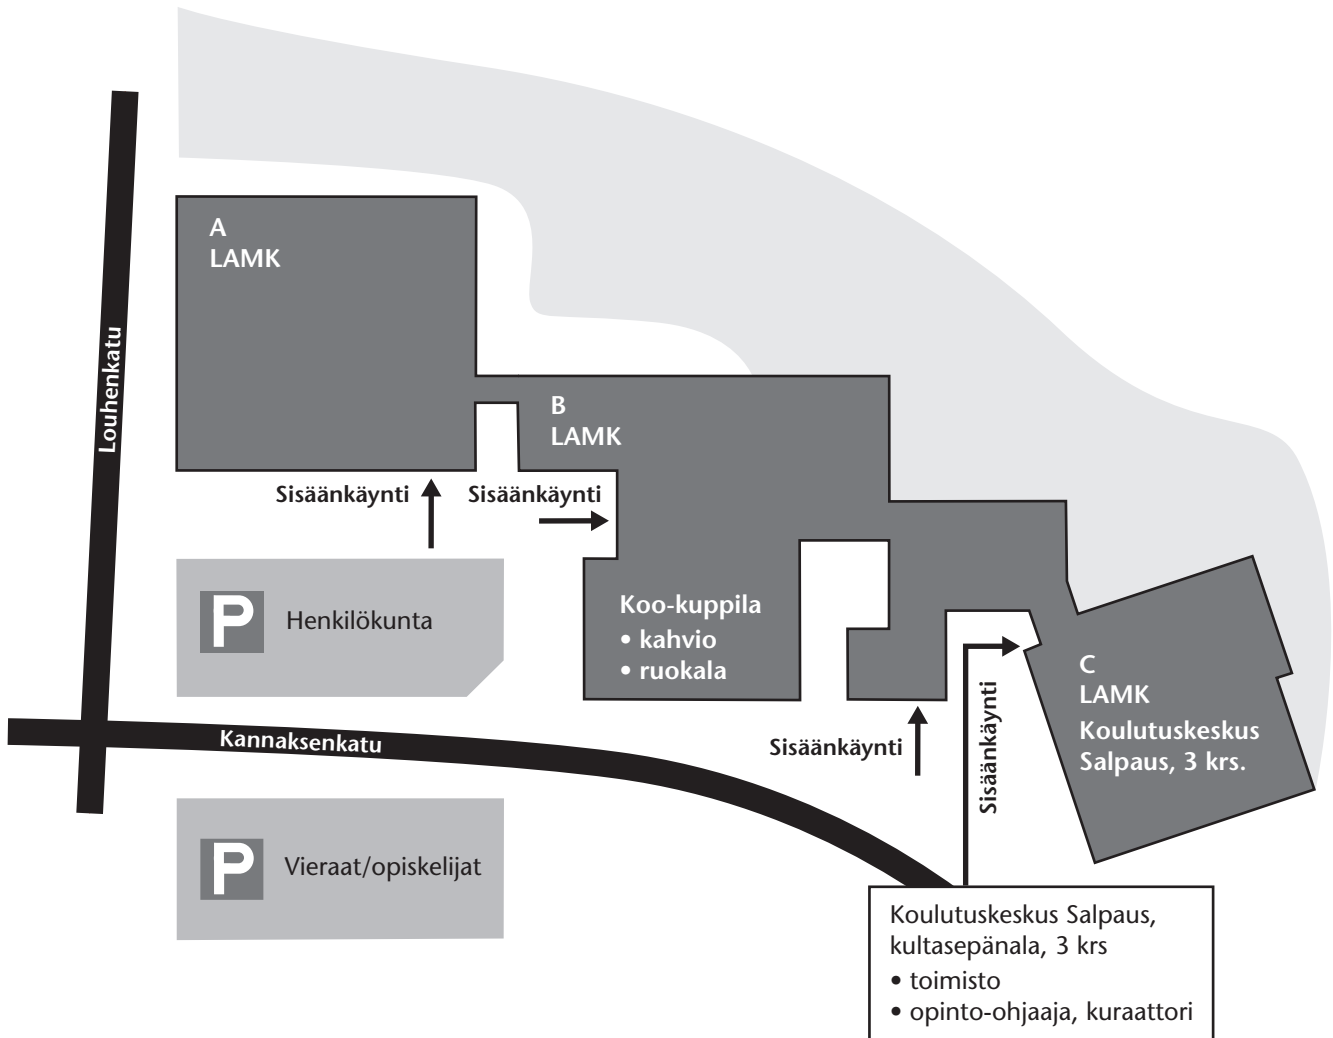 A
LAMK
Louhenkatu
B
LAMK
Sisäänkäynti
Sisäänkäynti
P
Henkilökunta
Koo-kuppila
• kahvio
• ruokala
C
LAMK
Koulutuskeskus
Salpaus, 3 krs.
Kannaksenkatu
Sisäänkäynti
Sisäänkäynti
P
Vieraat/opiskelijat
Koulutuskeskus Salpaus,
kultasepänala, 3 krs
• toimisto
• opinto-ohjaaja, kuraattori